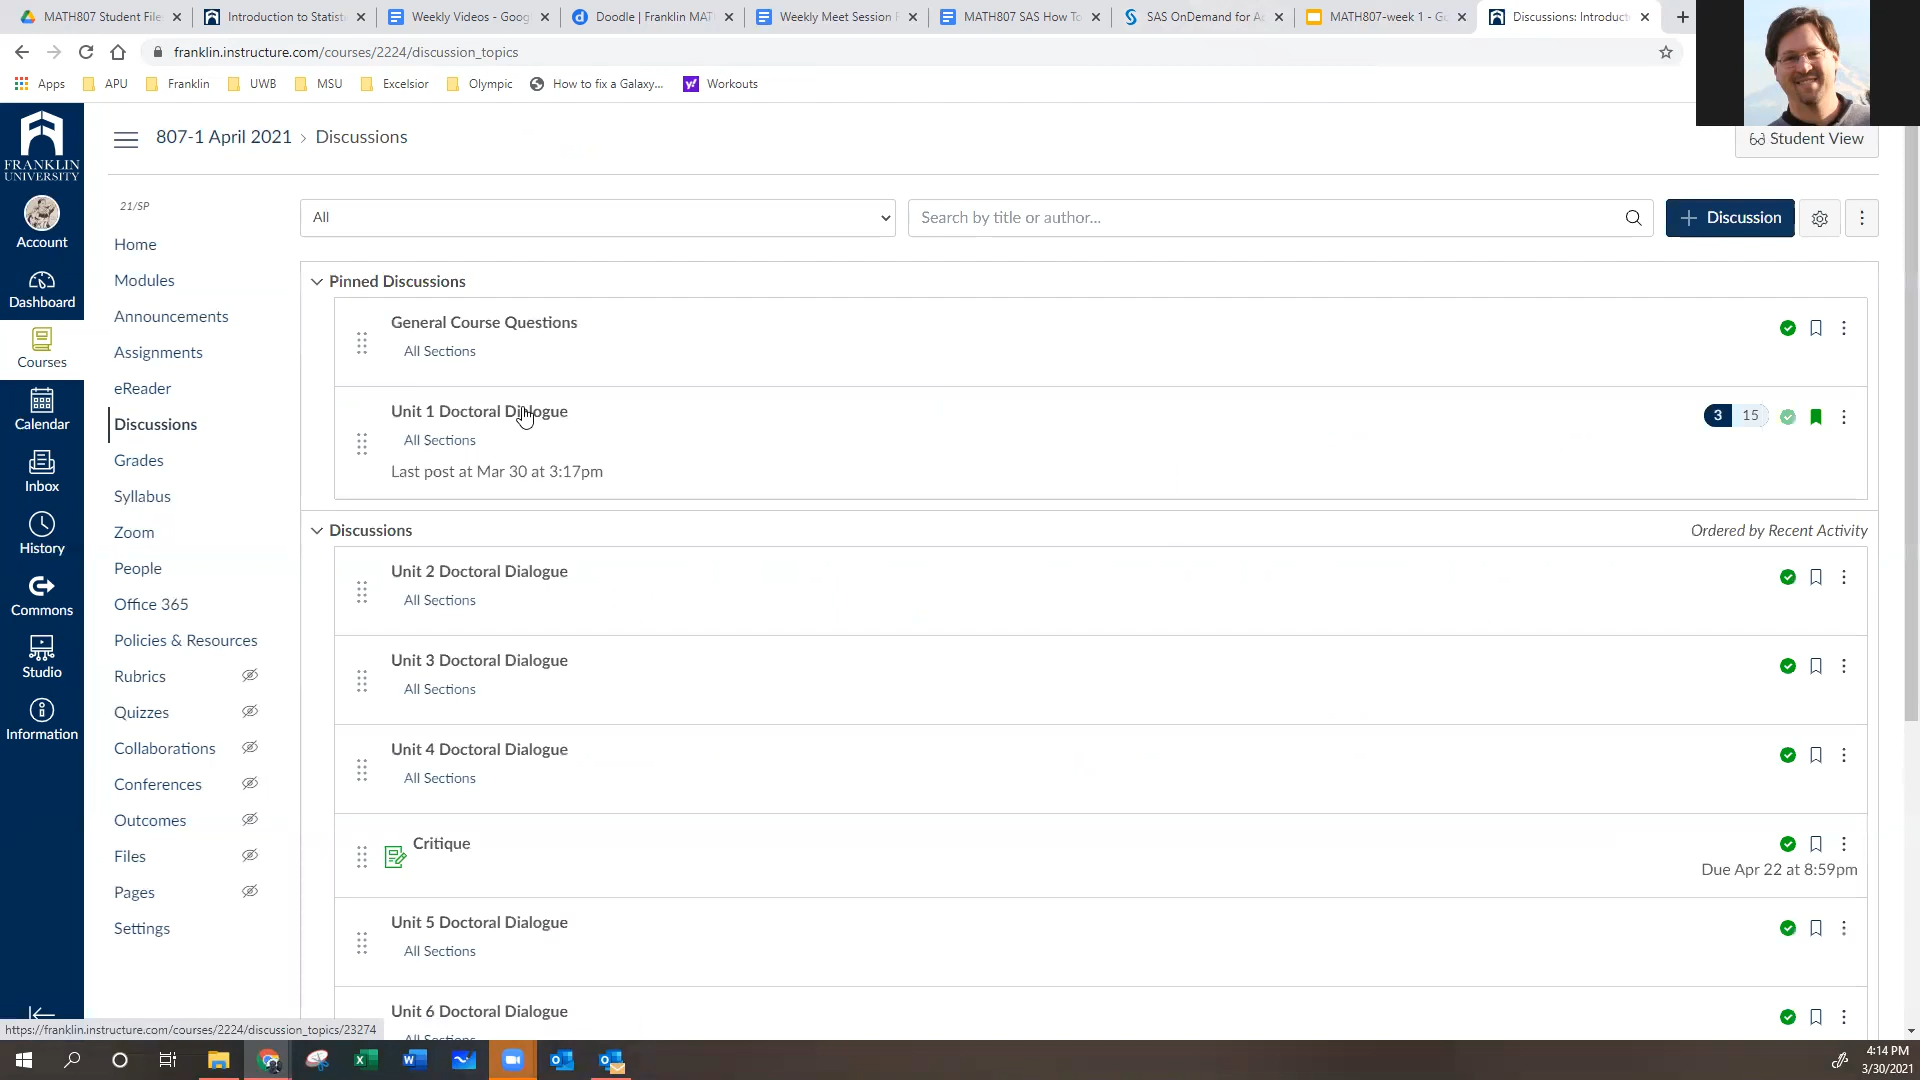 MATH807 Student File
Introduction to Statist
Weekly Videos - Goog
Doodle | Franklin MAT
Weekly Meet Session F
MATH807 SAS How To
SAS OnDemand for A
MATH807-week 1 - Go
Discussions: Introduct
franklin.instructure.com/courses/2224/discussion_topics
Apps
APU
Franklin
UWB
MSU
Excelsior
Olympic
How to fix a Galaxy...
Workouts
FRANKLIN
UNIVERSITY
Account
Dashboard
Courses
Calendar
Inbox
History
Commons
Studio
Information
807-1 April 2021 › Discussions
Student View
21/SP
Home
Modules
Announcements
Assignments
eReader
Discussions
Grades
Syllabus
Zoom
People
Office 365
Policies & Resources
Rubrics
Quizzes
Collaborations
Conferences
Outcomes
Files
Pages
Settings
All
Search by title or author...
+ Discussion
Pinned Discussions
General Course Questions
All Sections
Unit 1 Doctoral Dialogue
3 15
All Sections
Last post at Mar 30 at 3:17pm
Discussions
Ordered by Recent Activity
Unit 2 Doctoral Dialogue
All Sections
Unit 3 Doctoral Dialogue
All Sections
Unit 4 Doctoral Dialogue
All Sections
Critique
Due Apr 22 at 8:59pm
Unit 5 Doctoral Dialogue
All Sections
Unit 6 Doctoral Dialogue
All Sections
https://franklin.instructure.com/courses/2224/discussion_topics/23274
4:14 PM
3/30/2021